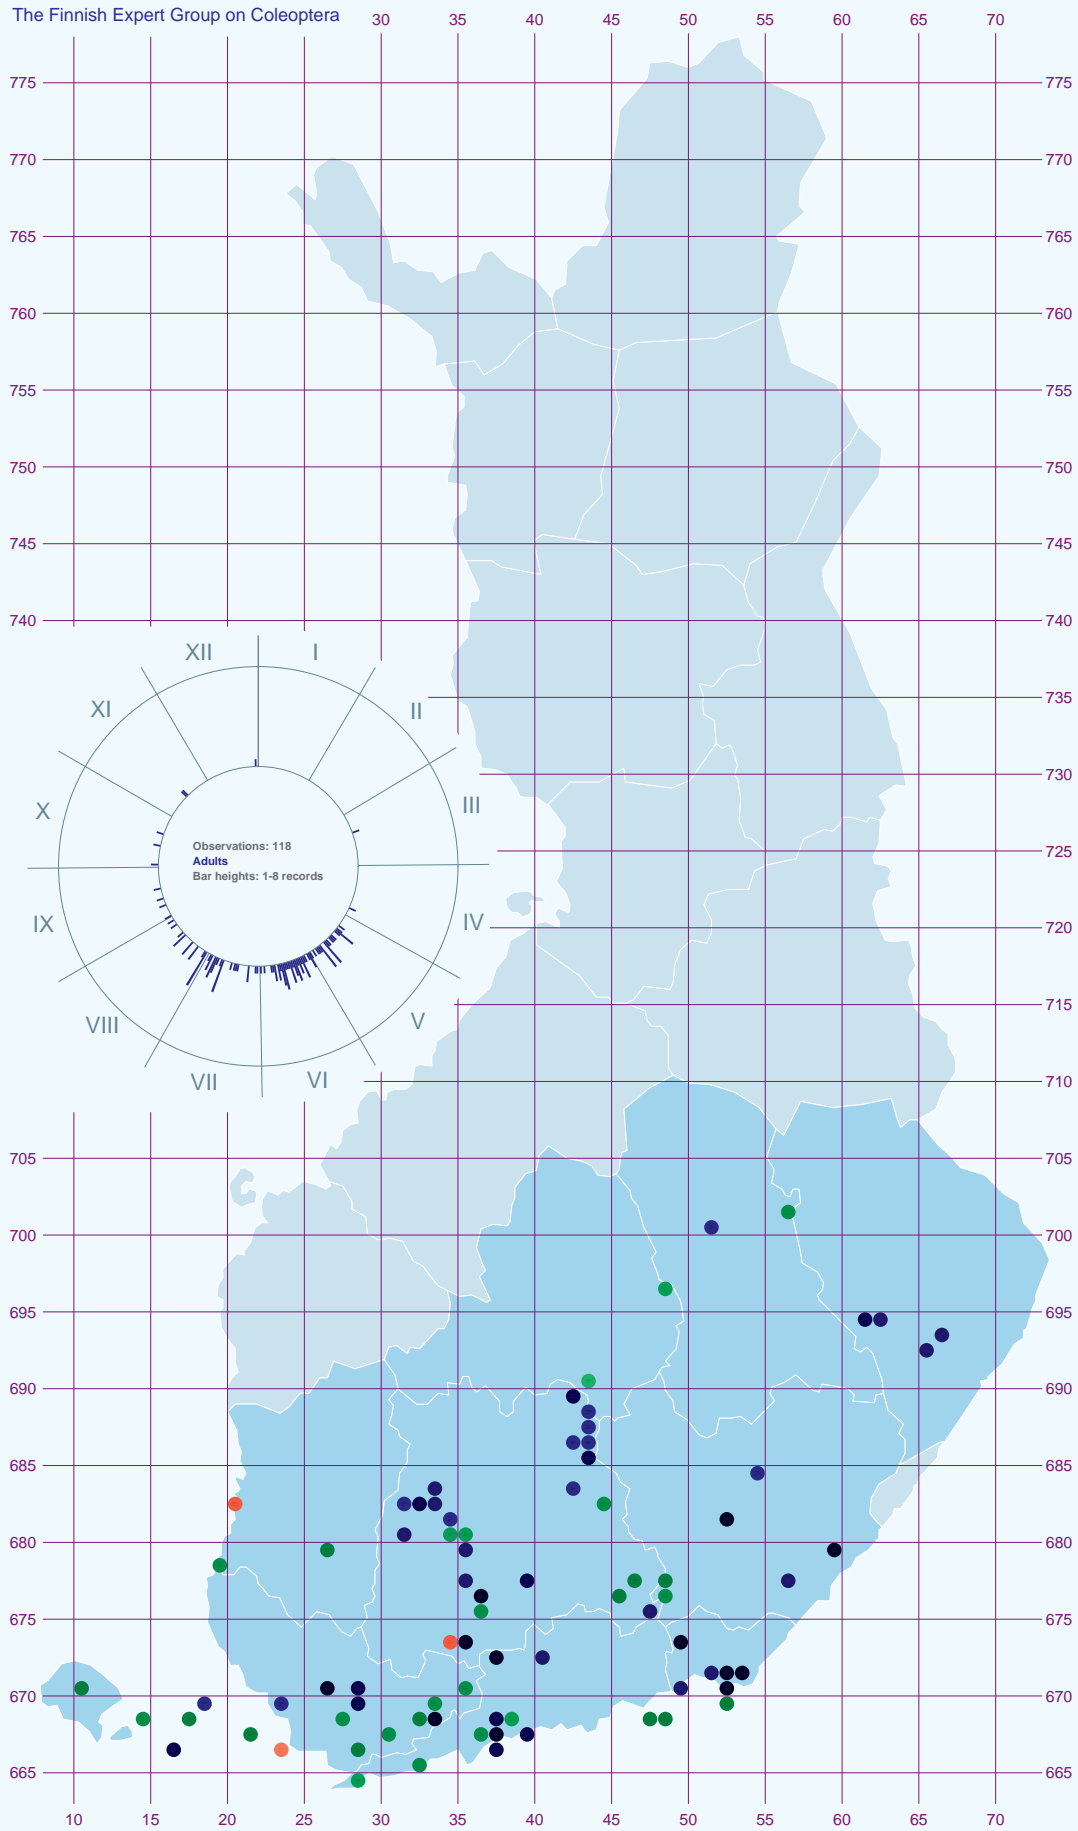 The Finnish Expert Group on Coleoptera
30 35 40 45 50 55 60 65 70
775 775
770 770
765 765
760 760
755 755
750 750
745 745
740 740
XII I
XI II
735
730
X III
Observations: 118
Adults
Bar heights: 1-8 records
725
IX IV
720
715
VIII V
VII VI
710
705 705
700 700
695 695
690 690
685 685
680 680
675 675
670 670
665 665
10 15 20 25 30 35 40 45 50 55 60 65 70